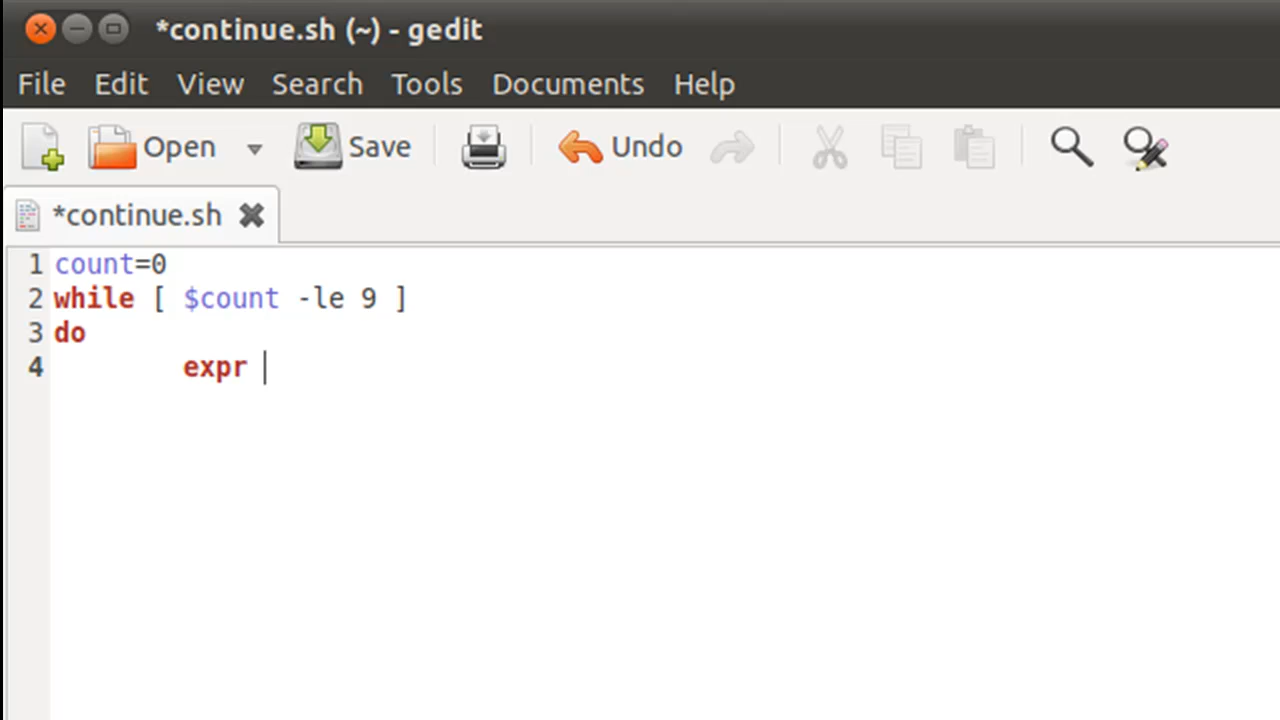 *continue.sh (~) - gedit
File Edit View Search Tools Documents Help
Open Save Undo
*continue.sh
1 count=0
2 while [ $count -le 9 ]
3 do
4 expr